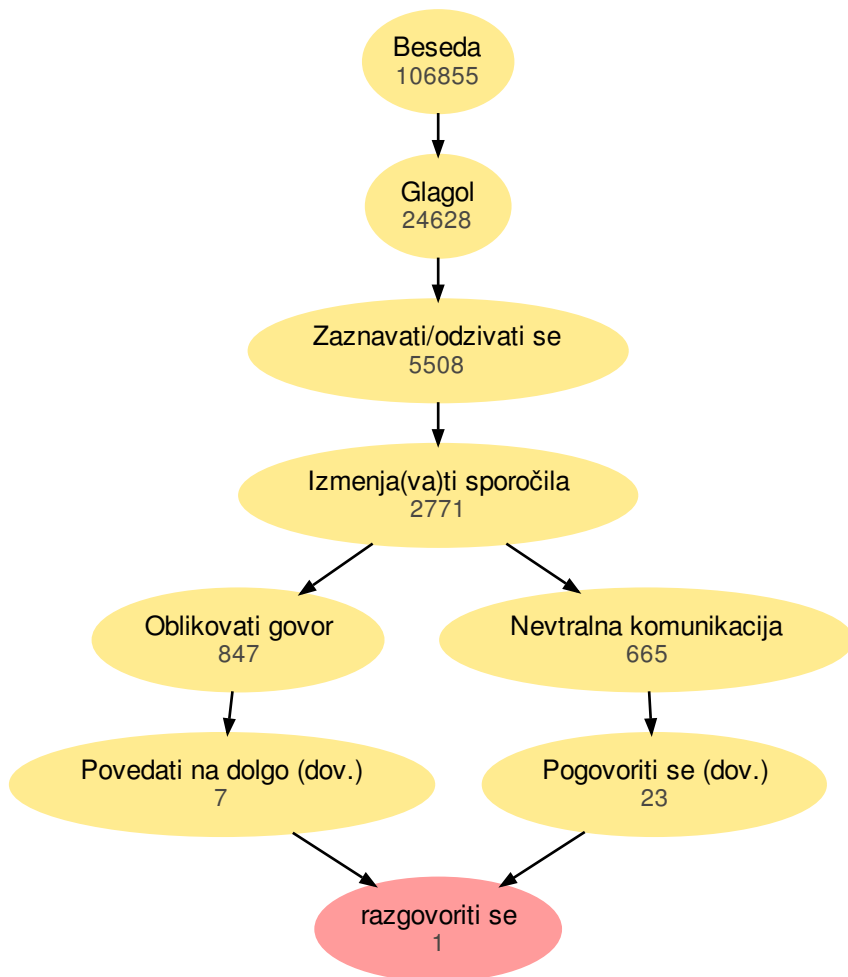 Beseda
106855
Glagol
24628
Zaznavati/odzivati se
5508
Izmenja(va)ti sporočila
2771
Oblikovati govor
847
Nevtralna komunikacija
665
Povedati na dolgo (dov.)
7
Pogovoriti se (dov.)
23
razgovoriti se
1